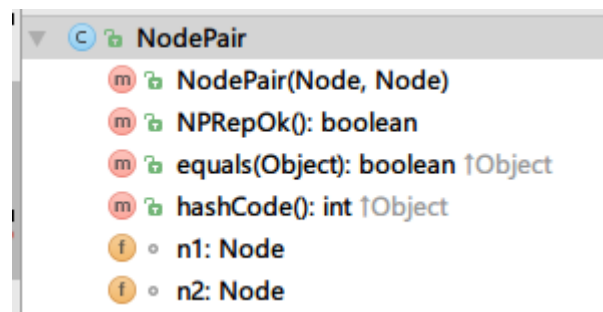 C NodePair
m NodePair(Node, Node)
m NPRepOk(): boolean
m equals(Object): boolean ↑Object
m hashCode(): int ↑Object
f n1: Node
f n2: Node